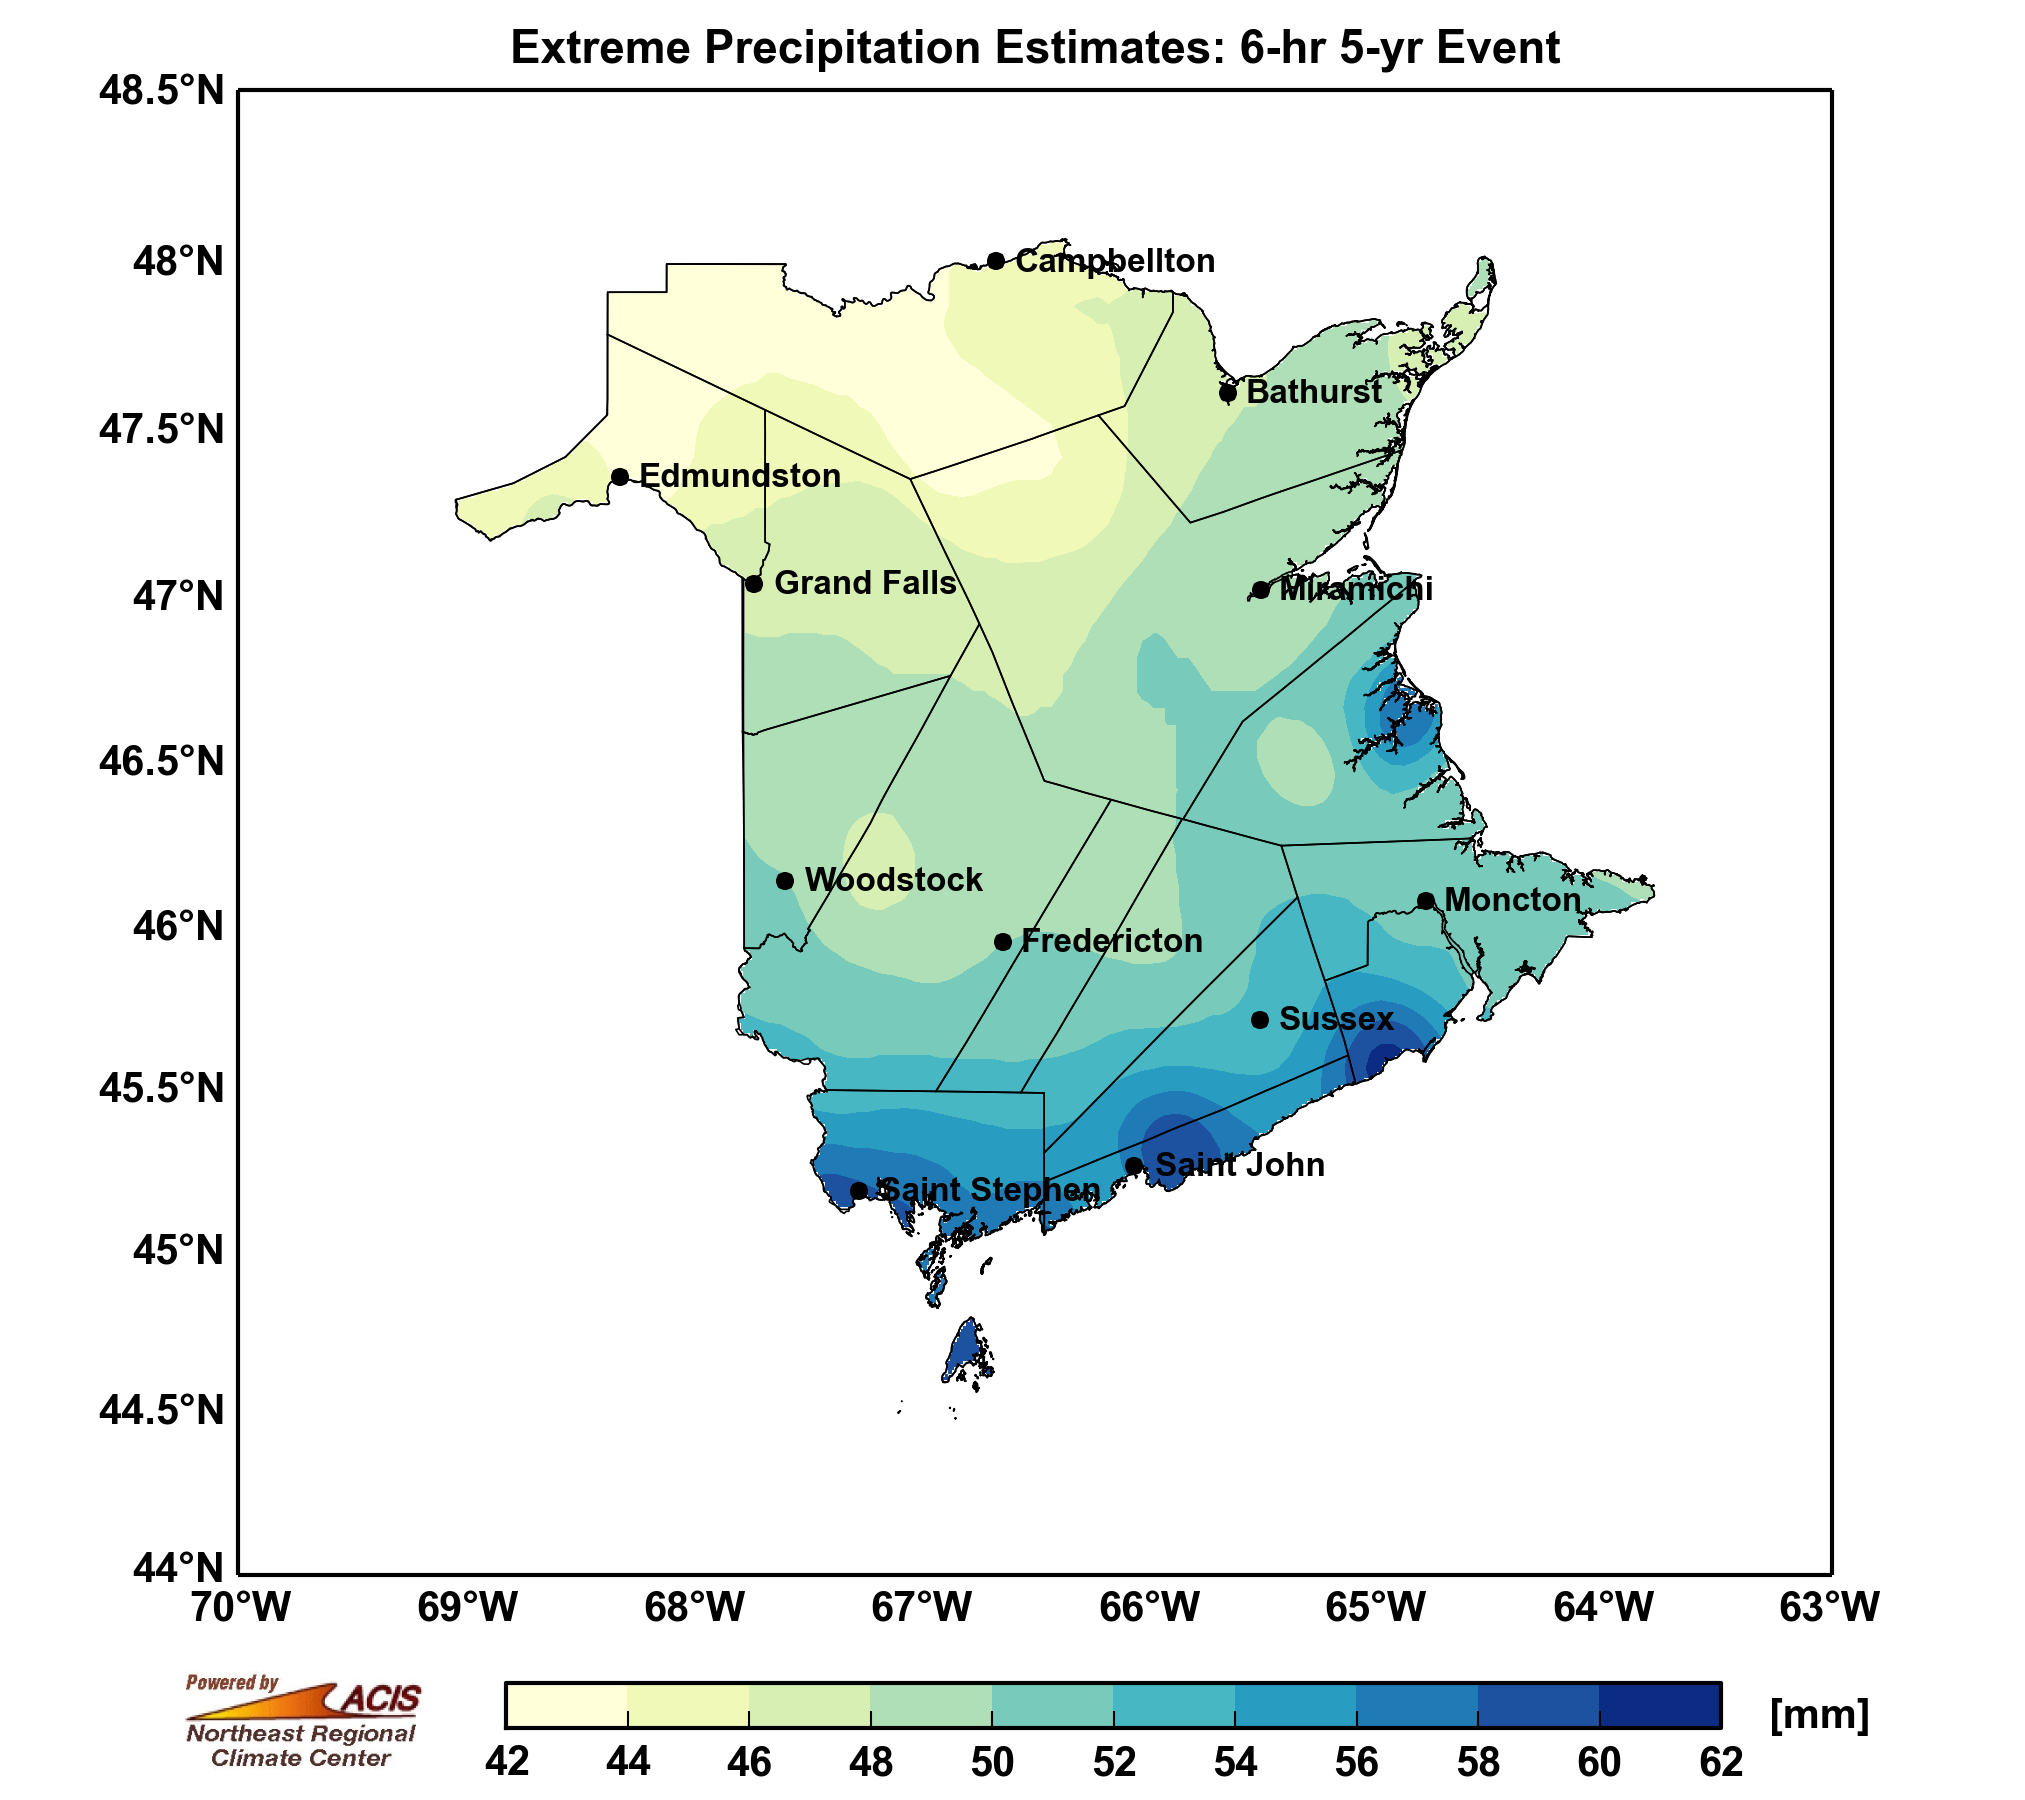 Extreme Precipitation Estimates: 6-hr 5-yr Event
48.5°N
48°N
47.5°N
47°N
46.5°N
46°N
45.5°N
45°N
44.5°N
44°N
Campbellton
Bathurst
Edmundston
Grand Falls
Miramichi
Woodstock
Moncton
Fredericton
Sussex
Saint John
Saint Stephen
70°W 69°W 68°W 67°W 66°W 65°W 64°W 63°W
Powered by
ACIS
Northeast Regional
Climate Center
[mm]
42 44 46 48 50 52 54 56 58 60 62